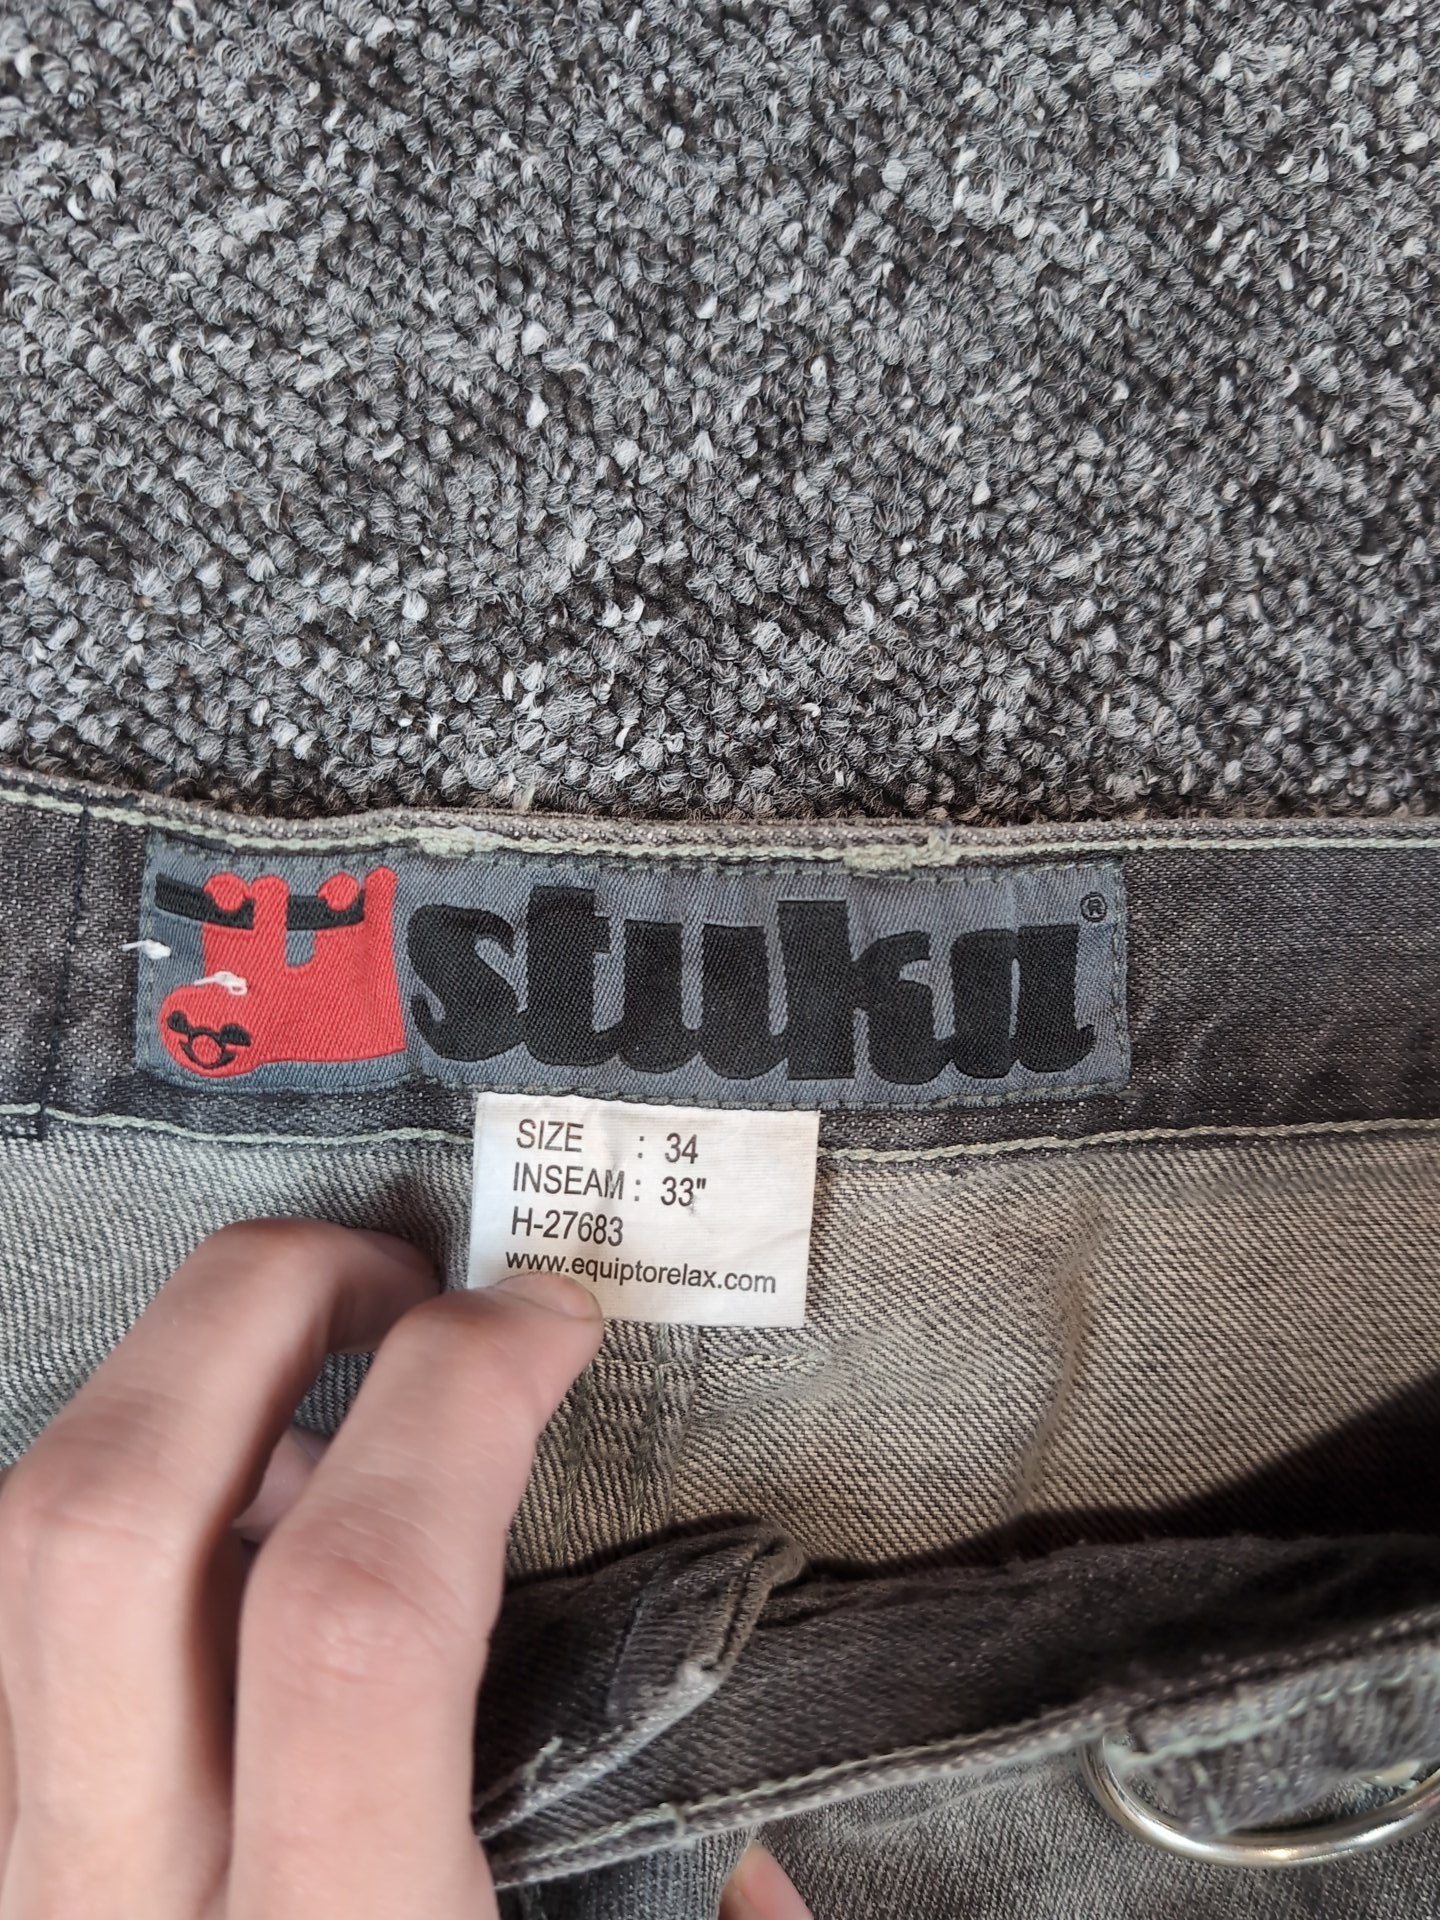 stuka®
SIZE : 34
INSEAM : 33"
H-27683
www.equiptorelax.com